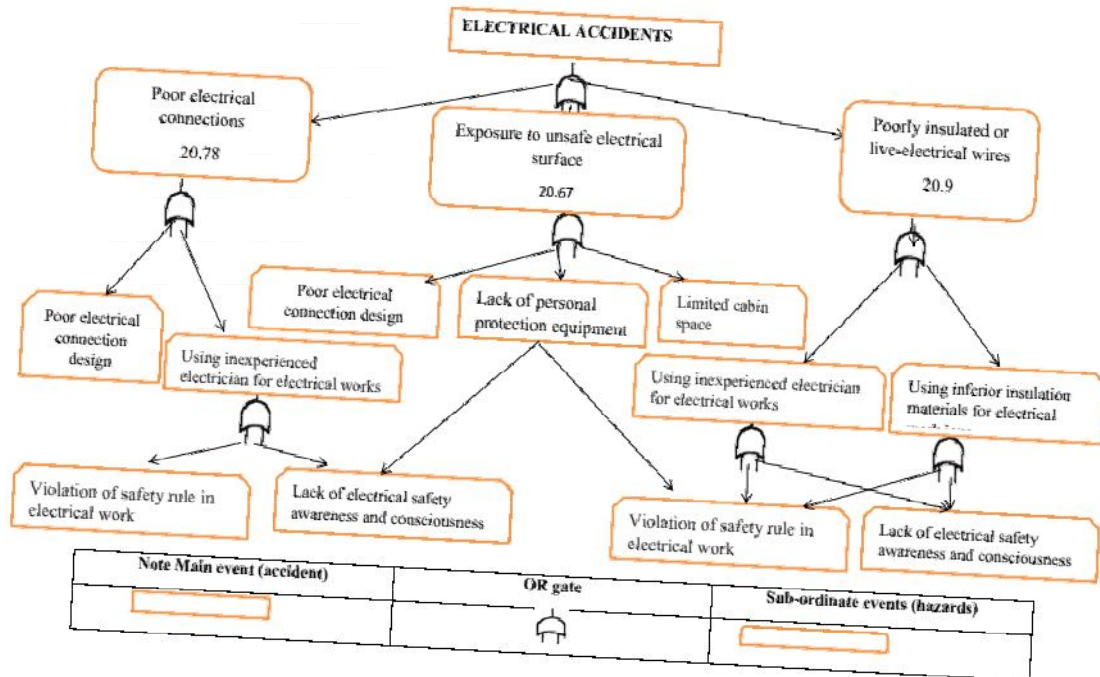 ELECTRICAL ACCIDENTS
Poor electrical
connections
20.78
Exposure to unsafe electrical
surface
20.67
Poorly insulated or
live-electrical wires
20.9
Poor electrical
connection
design
Using inexperienced
electrician for electrical works
Poor electrical
connection design
Lack of personal
protection equipment
Limited cabin
space
Using inexperienced electrician
for electrical works
Using inferior insulation
materials for electrical
Violation of safety rule in
electrical work
Lack of electrical safety
awareness and consciousness
Violation of safety rule in
electrical work
Lack of electrical safety
awareness and consciousness
Note Main event (accident)
OR gate
Sub-ordinate events (hazards)